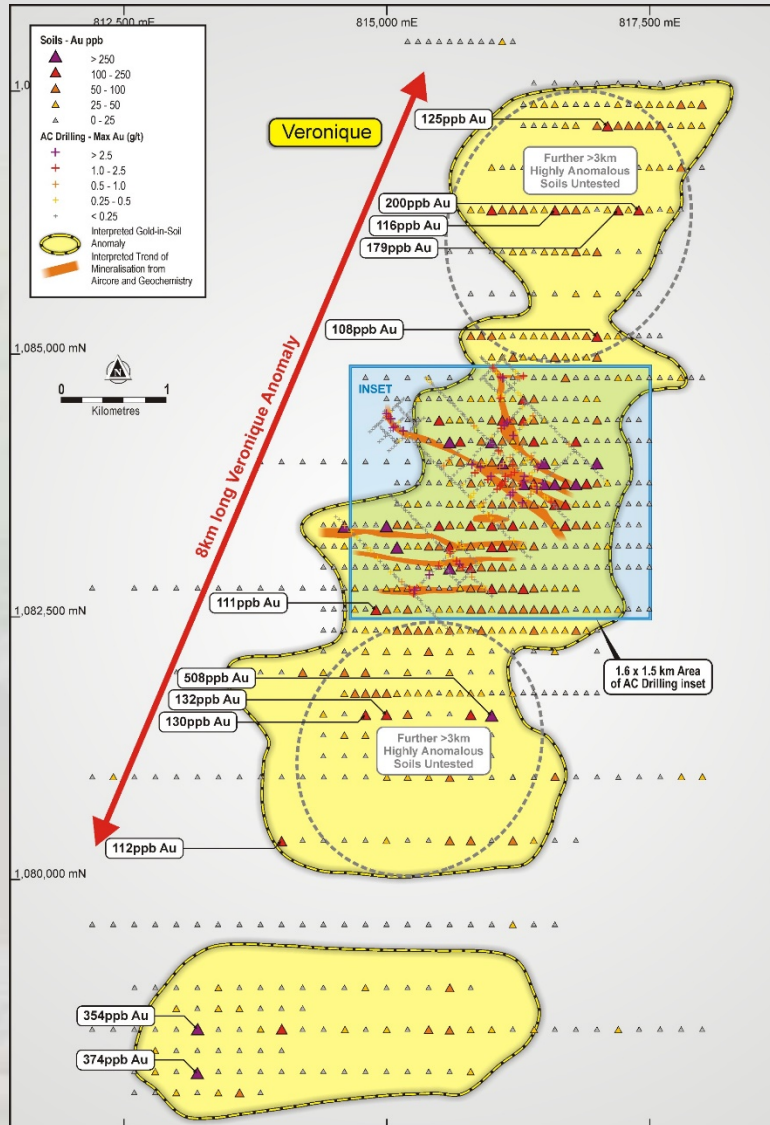 812,500 mE
815,000 mE
817,500 mE
Soils - Au ppb
> 250
100 - 250
50 - 100
25 - 50
0 - 25
AC Drilling - Max Au (g/t)
> 2.5
1.0 - 2.5
0.5 - 1.0
0.25 - 0.5
< 0.25
Interpreted Gold-in-Soil
Anomaly
Interpreted Trend of
Mineralisation from
Aircore and Geochemistry
Veronique
125ppb Au
Further >3km
Highly Anomalous
Soils Untested
200ppb Au
116ppb Au
179ppb Au
108ppb Au
1,085,000 mN
N
0
1
Kilometres
INSET
8km long Veronique Anomaly
1,082,500 mN
111ppb Au
1.6 x 1.5 km Area
of AC Drilling inset
508ppb Au
132ppb Au
130ppb Au
Further >3km
Highly Anomalous
Soils Untested
112ppb Au
1,080,000 mN
354ppb Au
374ppb Au